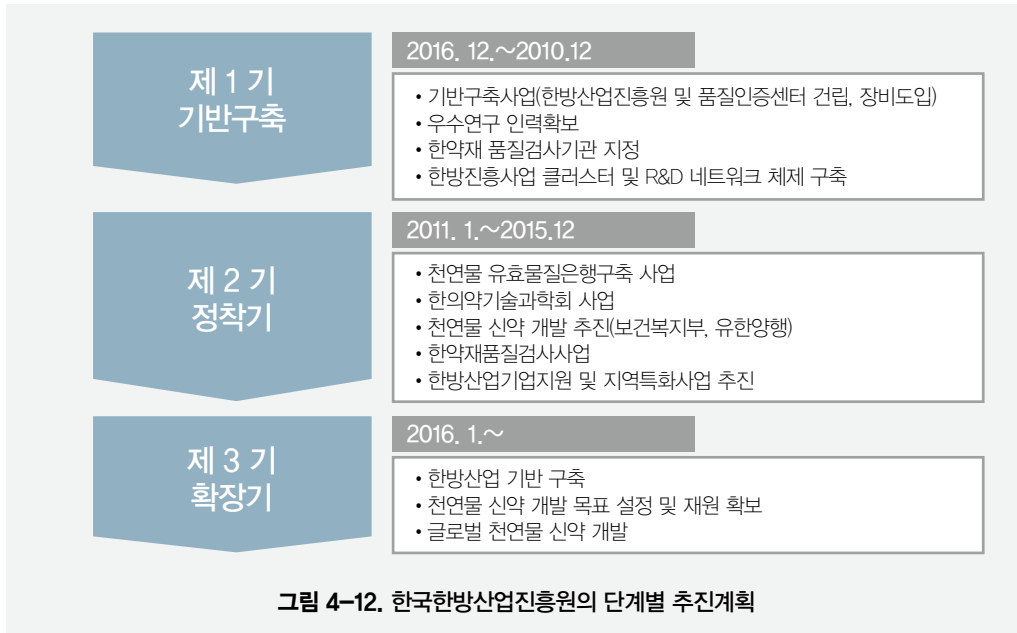 제 1 기
기반구축
2016. 12.~2010.12
• 기반구축사업(한방산업진흥원 및 품질인증센터 건립, 장비도입)
• 우수연구 인력확보
• 한약재 품질검사기관 지정
• 한방진흥사업 클러스터 및 R&D 네트워크 체제 구축
제 2 기
정착기
2011. 1.~2015.12
• 천연물 유효물질은행구축 사업
• 한의약기술과학회 사업
• 천연물 신약 개발 추진(보건복지부, 유한양행)
• 한약재품질검사사업
• 한방산업기업지원 및 지역특화사업 추진
제 3 기
확장기
2016. 1.~
• 한방산업 기반 구축
• 천연물 신약 개발 목표 설정 및 재원 확보
• 글로벌 천연물 신약 개발
그림 4-12. 한국한방산업진흥원의 단계별 추진계획